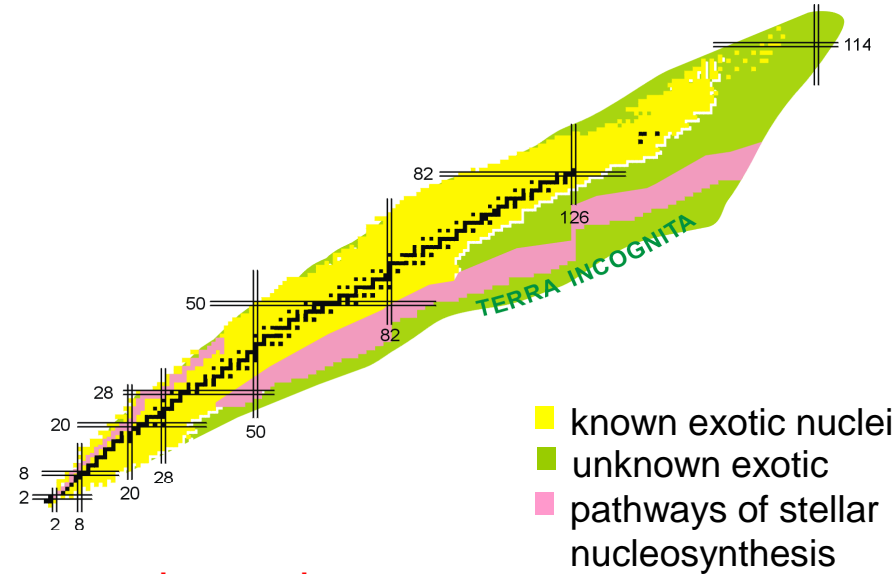 114
82
126
TERRA INCOGNITA
50
82
28
20
50
8
28
20
2
2 8
known exotic nuclei
unknown exotic
pathways of stellar
nucleosynthesis